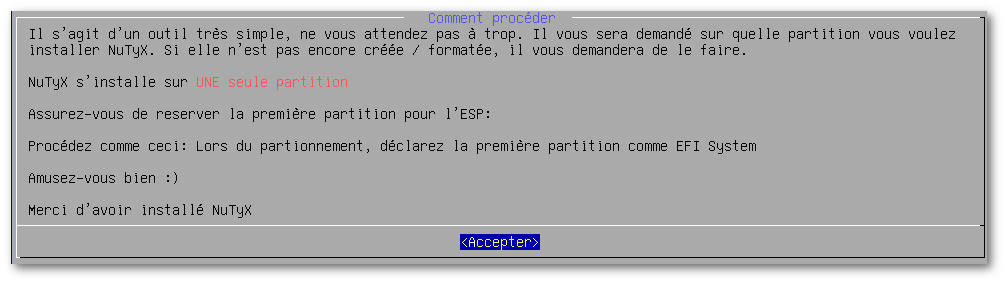 Comment procéder
Il s'agit d'un outil très simple, ne vous attendez pas à trop. Il vous sera demandé sur quelle partition vous voulez
installer NuTyX. Si elle n'est pas encore créée / formatée, il vous demandera de le faire.
NuTyX s'installe sur UNE seule partition
Assurez-vous de reserver la première partition pour l'ESP:
Procédez comme ceci: Lors du partionnement, déclarez la première partition comme EFI System
Amusez-vous bien :)
Merci d'avoir installé NuTyX
<Accepter>